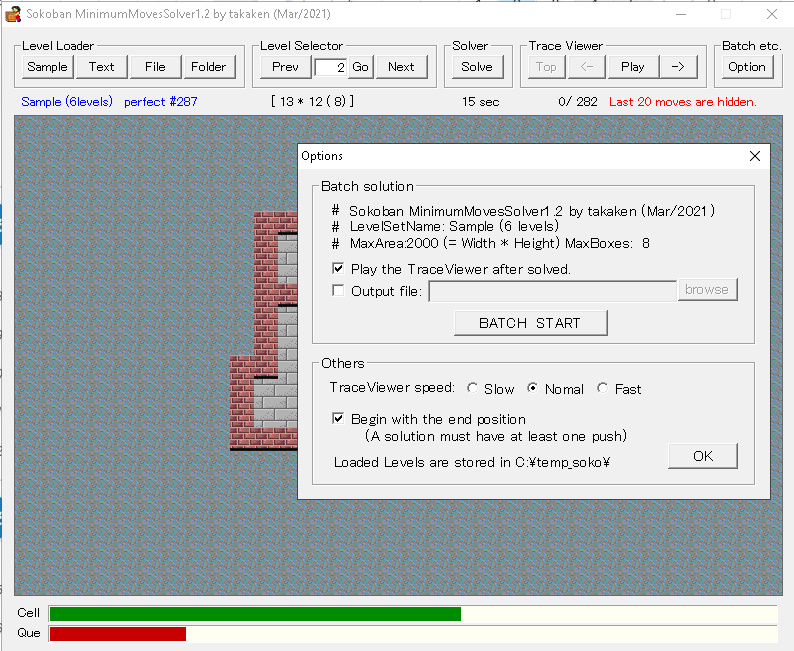 Sokoban MinimumMovesSolver1.2 by takaken (Mar/2021)
Level Loader Level Selector Solver Trace Viewer Batch etc.
Sample Text File Folder Prev 2 Go Next Solve Top <- Play -> Option
Sample (6levels) perfect #287 [ 13 * 12 ( 8) ] 15 sec 0/ 282 Last 20 moves are hidden.
Options
Batch solution
# Sokoban MinimumMovesSolver1.2 by takaken (Mar/2021)
# LevelSetName: Sample (6 levels)
# MaxArea:2000 (= Width * Height) MaxBoxes: 8
Play the TraceViewer after solved.
Output file: browse
BATCH START
Others
TraceViewer speed: Slow Nomal Fast
Begin with the end position
(A solution must have at least one push)
Loaded Levels are stored in C:¥temp_soko¥ OK
Cell
Que